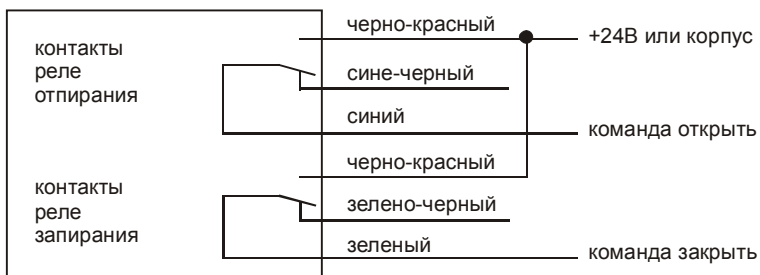 черно-красный
+24В или корпус
контакты
реле
отпирания
сине-черный
синий
команда открыть
черно-красный
контакты
реле
запирания
зелено-черный
зеленый
команда закрыть